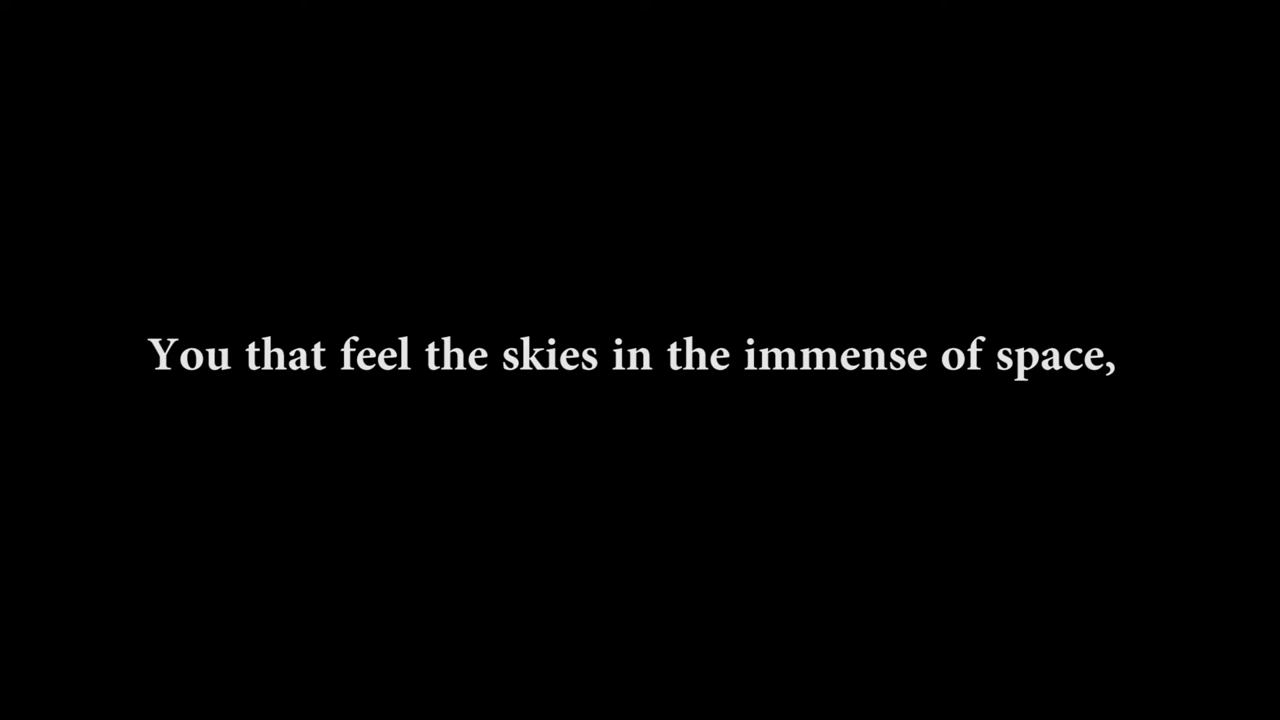 You that feel the skies in the immense of space,